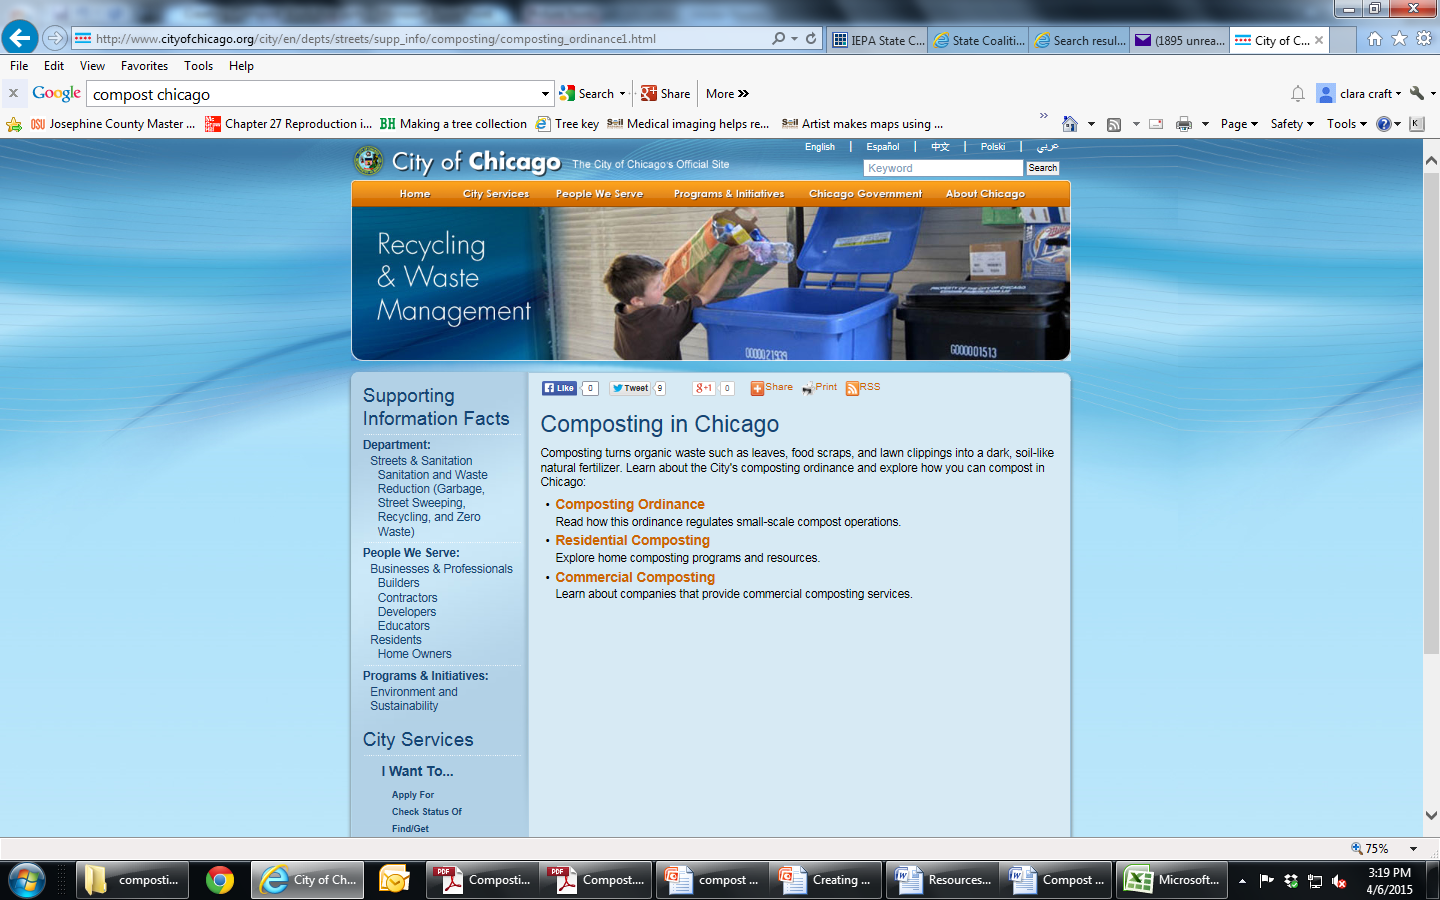 http://www.cityofchicago.org/city/en/depts/streets/supp_info/composting/composting_ordinance1.html
IEPA State C...
State Coaliti...
Search resul...
(1895 unrea...
City of C...
File Edit View Favorites Tools Help
Google compost chicago Search Share More clara craft
OSU Josephine County Master ... Chapter 27 Reproduction i... BH Making a tree collection Tree key Medical imaging helps re... Artist makes maps using ...
Page Safety Tools
City of Chicago The City of Chicago's Official Site
English | Español | 中文 | Polski | عربي
Keyword Search
Home City Services People We Serve Programs & Initiatives Chicago Government About Chicago
Recycling
& Waste
Management
PROPERTY OF THE CITY OF CHICAGO
00000021939
G0000001513
Supporting
Information Facts
Department:
Streets & Sanitation
Sanitation and Waste
Reduction (Garbage,
Street Sweeping,
Recycling, and Zero
Waste)
People We Serve:
Businesses & Professionals
Builders
Contractors
Developers
Educators
Residents
Home Owners
Programs & Initiatives:
Environment and
Sustainability
City Services
I Want To...
Apply For
Check Status Of
Find/Get
Like 0 Tweet 9 g+1 0 Share Print RSS
Composting in Chicago
Composting turns organic waste such as leaves, food scraps, and lawn clippings into a dark, soil-like
natural fertilizer. Learn about the City's composting ordinance and explore how you can compost in
Chicago:
• Composting Ordinance
Read how this ordinance regulates small-scale compost operations.
• Residential Composting
Explore home composting programs and resources.
• Commercial Composting
Learn about companies that provide commercial composting services.
75%
composti... City of Ch... Composti... Compost.... compost ... Creating ... Resources... Compost ... Microsoft...
3:19 PM
4/6/2015